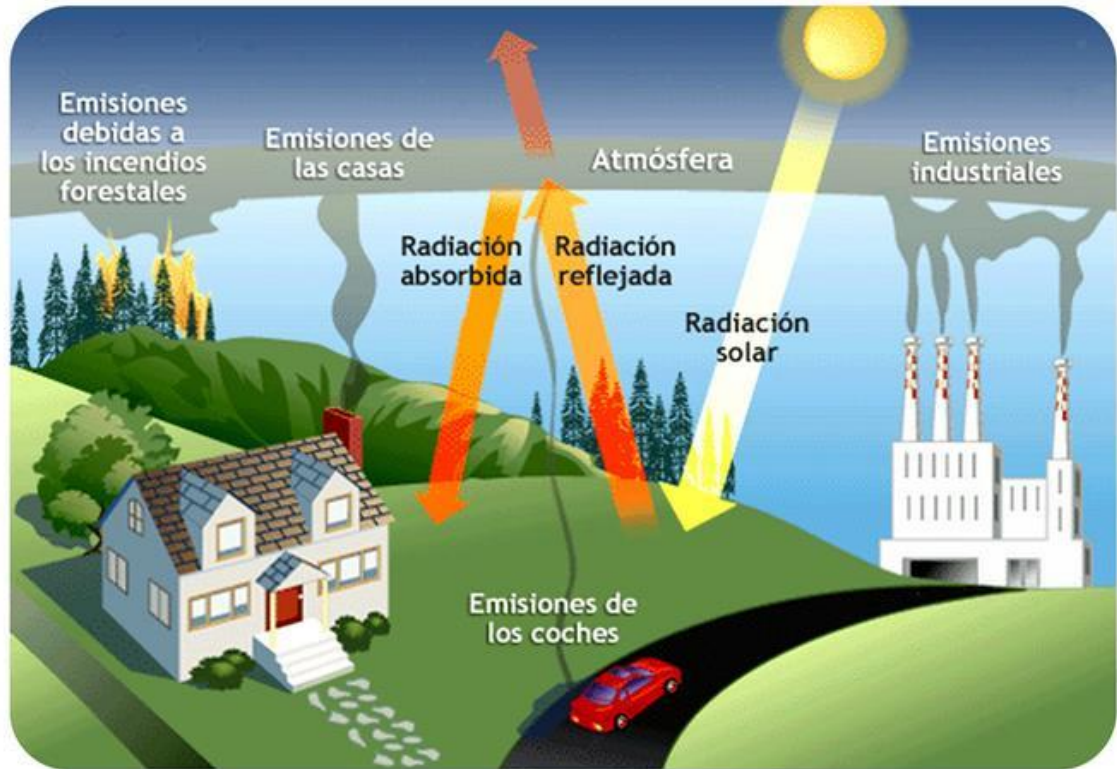 Emisiones
debidas a
los incendios
forestales
Emisiones de
las casas
Atmósfera
Emisiones
industriales
Radiación
absorbida
Radiación
reflejada
Radiación
solar
Emisiones de
los coches